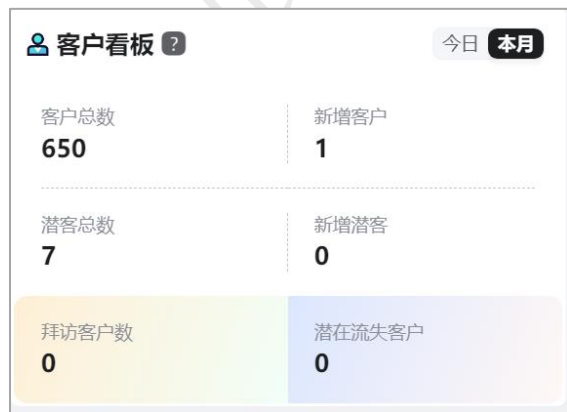 客户看板 ?
今日 本月
客户总数 新增客户
650 1
潜客总数 新增潜客
7 0
拜访客户数 潜在流失客户
0 0